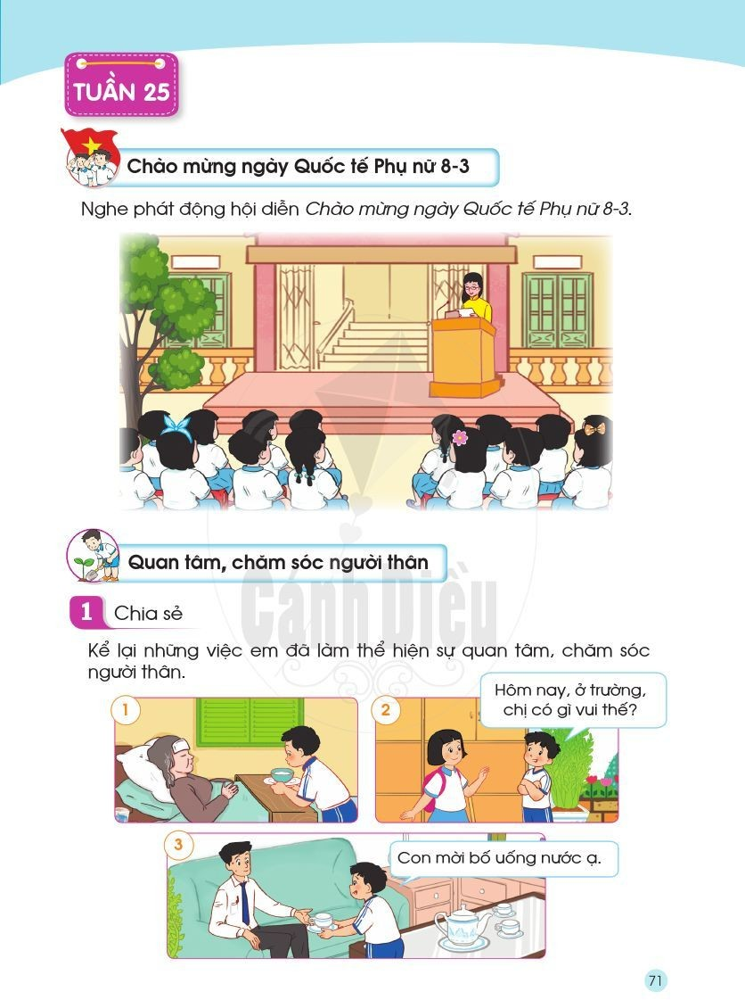 TUẦN 25
Chào mừng ngày Quốc tế Phụ nữ 8-3
Nghe phát động hội diễn Chào mừng ngày Quốc tế Phụ nữ 8-3.
Quan tâm, chăm sóc người thân
Cánh Diều
1 Chia sẻ
Kể lại những việc em đã làm thể hiện sự quan tâm, chăm sóc
người thân.
1
2
Hôm nay, ở trường,
chị có gì vui thế?
3
Con mời bố uống nước ạ.
71